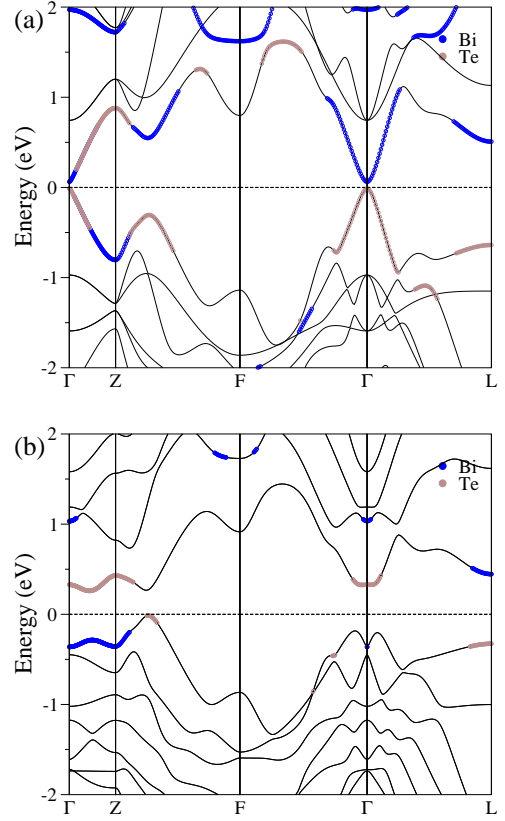 (a)
2
1
0
-1
-2
Energy (eV)
Bi
Te
Γ Z F Γ L
(b)
2
1
0
-1
-2
Energy (eV)
Bi
Te
Γ Z F Γ L